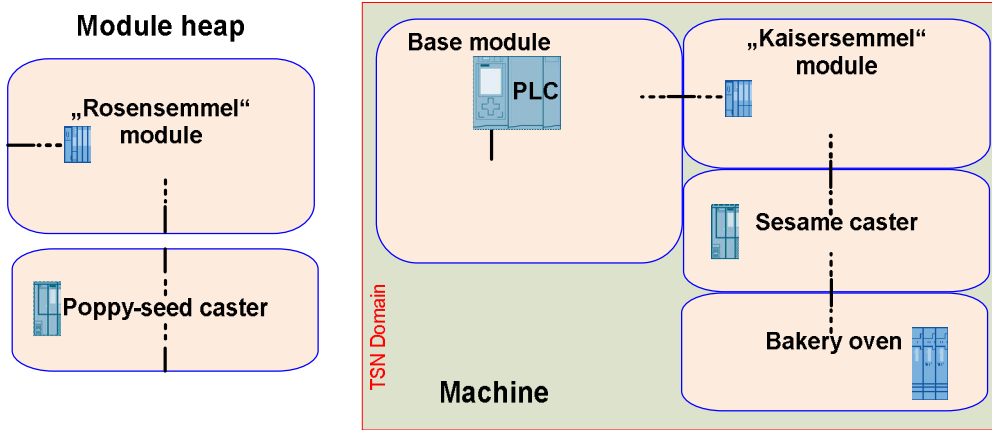 Module heap
„Rosensemmel“
module
Poppy-seed caster
TSN Domain
Base module
PLC
„Kaisersemmel“
module
Sesame caster
Bakery oven
Machine